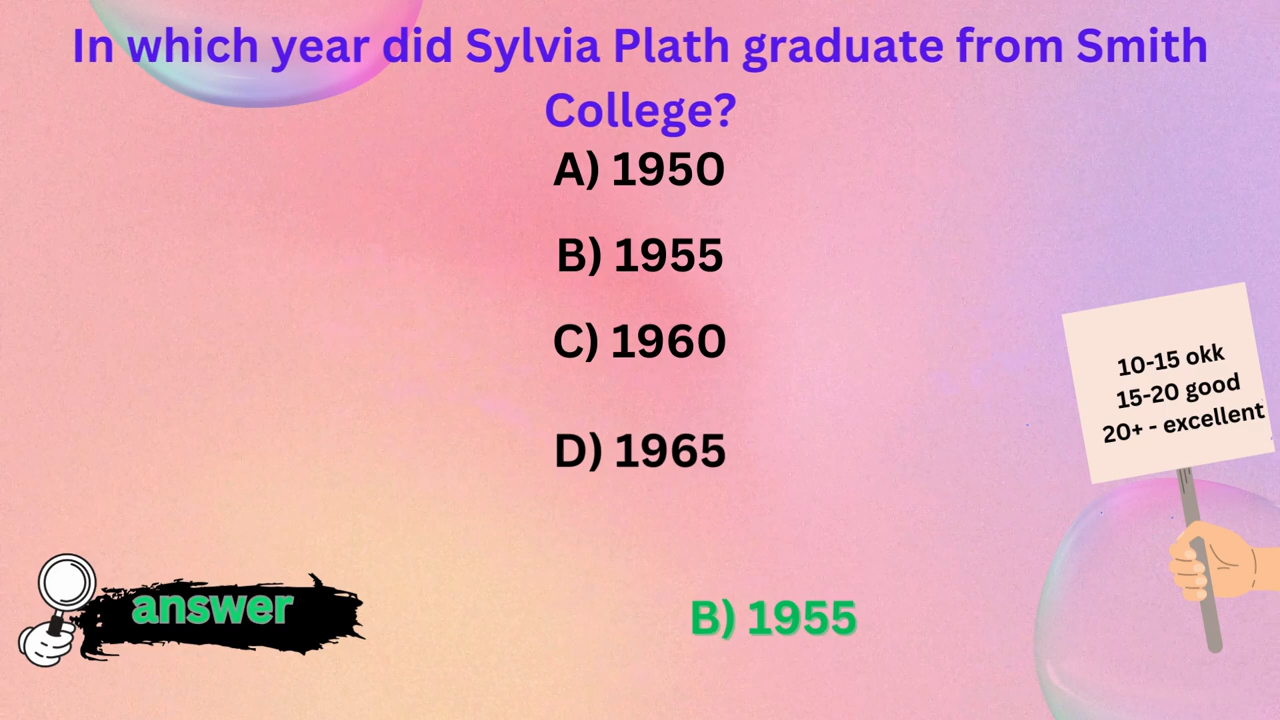 In which year did Sylvia Plath graduate from Smith
College?
A) 1950
B) 1955
C) 1960
D) 1965
10-15 okk
15-20 good
20+ - excellent
answer
B) 1955